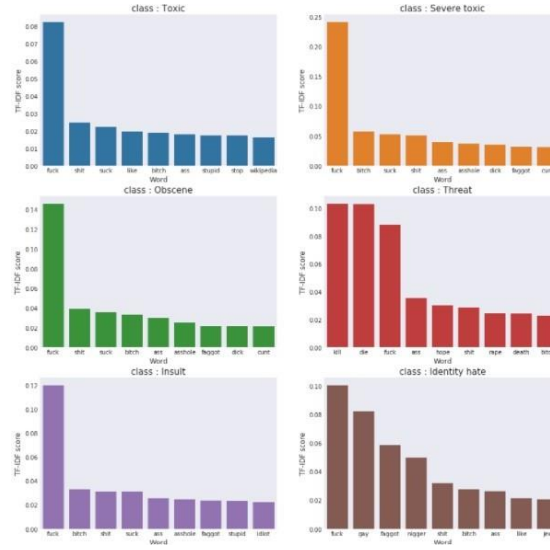 class : Toxic
0.08
0.07
0.06
0.05
0.04
0.03
0.02
0.01
0.00
TF-IDF score
fuck shit suck like bitch ass stupid stop wikipedia
Word
class : Severe toxic
0.25
0.20
0.15
0.10
0.05
0.00
TF-IDF score
fuck bitch suck shit ass asshole dick faggot
Word
class : Obscene
0.14
0.12
0.10
0.08
0.06
0.04
0.02
0.00
TF-IDF score
fuck shit suck bitch ass asshole faggot dick cunt
Word
class : Threat
0.10
0.08
0.06
0.04
0.02
0.00
TF-IDF score
kill die fuck ass hope shit rape death
Word
class : Insult
0.12
0.10
0.08
0.06
0.04
0.02
0.00
TF-IDF score
fuck bitch shit suck ass asshole faggot stupid idiot
Word
class : Identity hate
0.10
0.08
0.06
0.04
0.02
0.00
TF-IDF score
fuck gay faggot nigger shit bitch ass like
Word